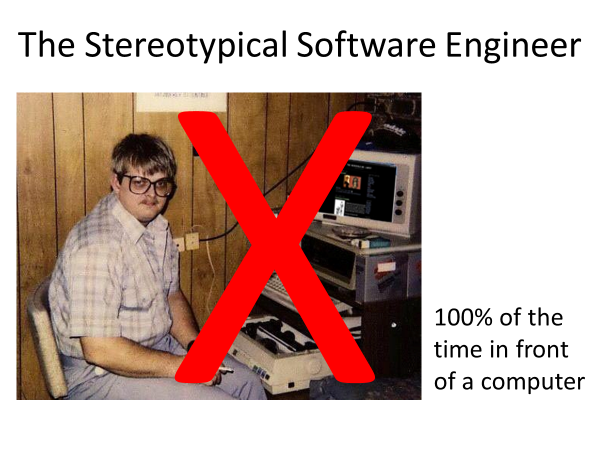 The Stereotypical Software Engineer
100% of the
time in front
of a computer